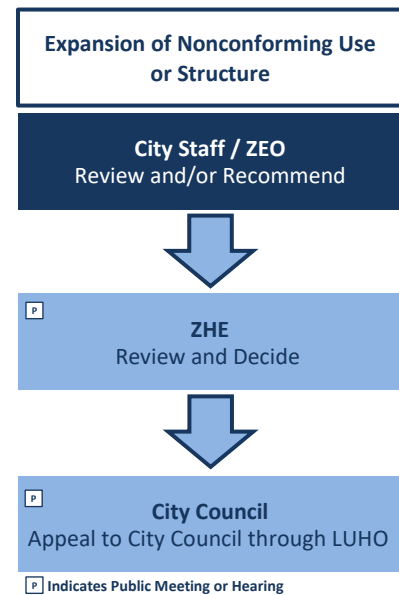 Expansion of Nonconforming Use
or Structure
City Staff / ZEO
Review and/or Recommend
P
ZHE
Review and Decide
P
City Council
Appeal to City Council through LUHO
P Indicates Public Meeting or Hearing